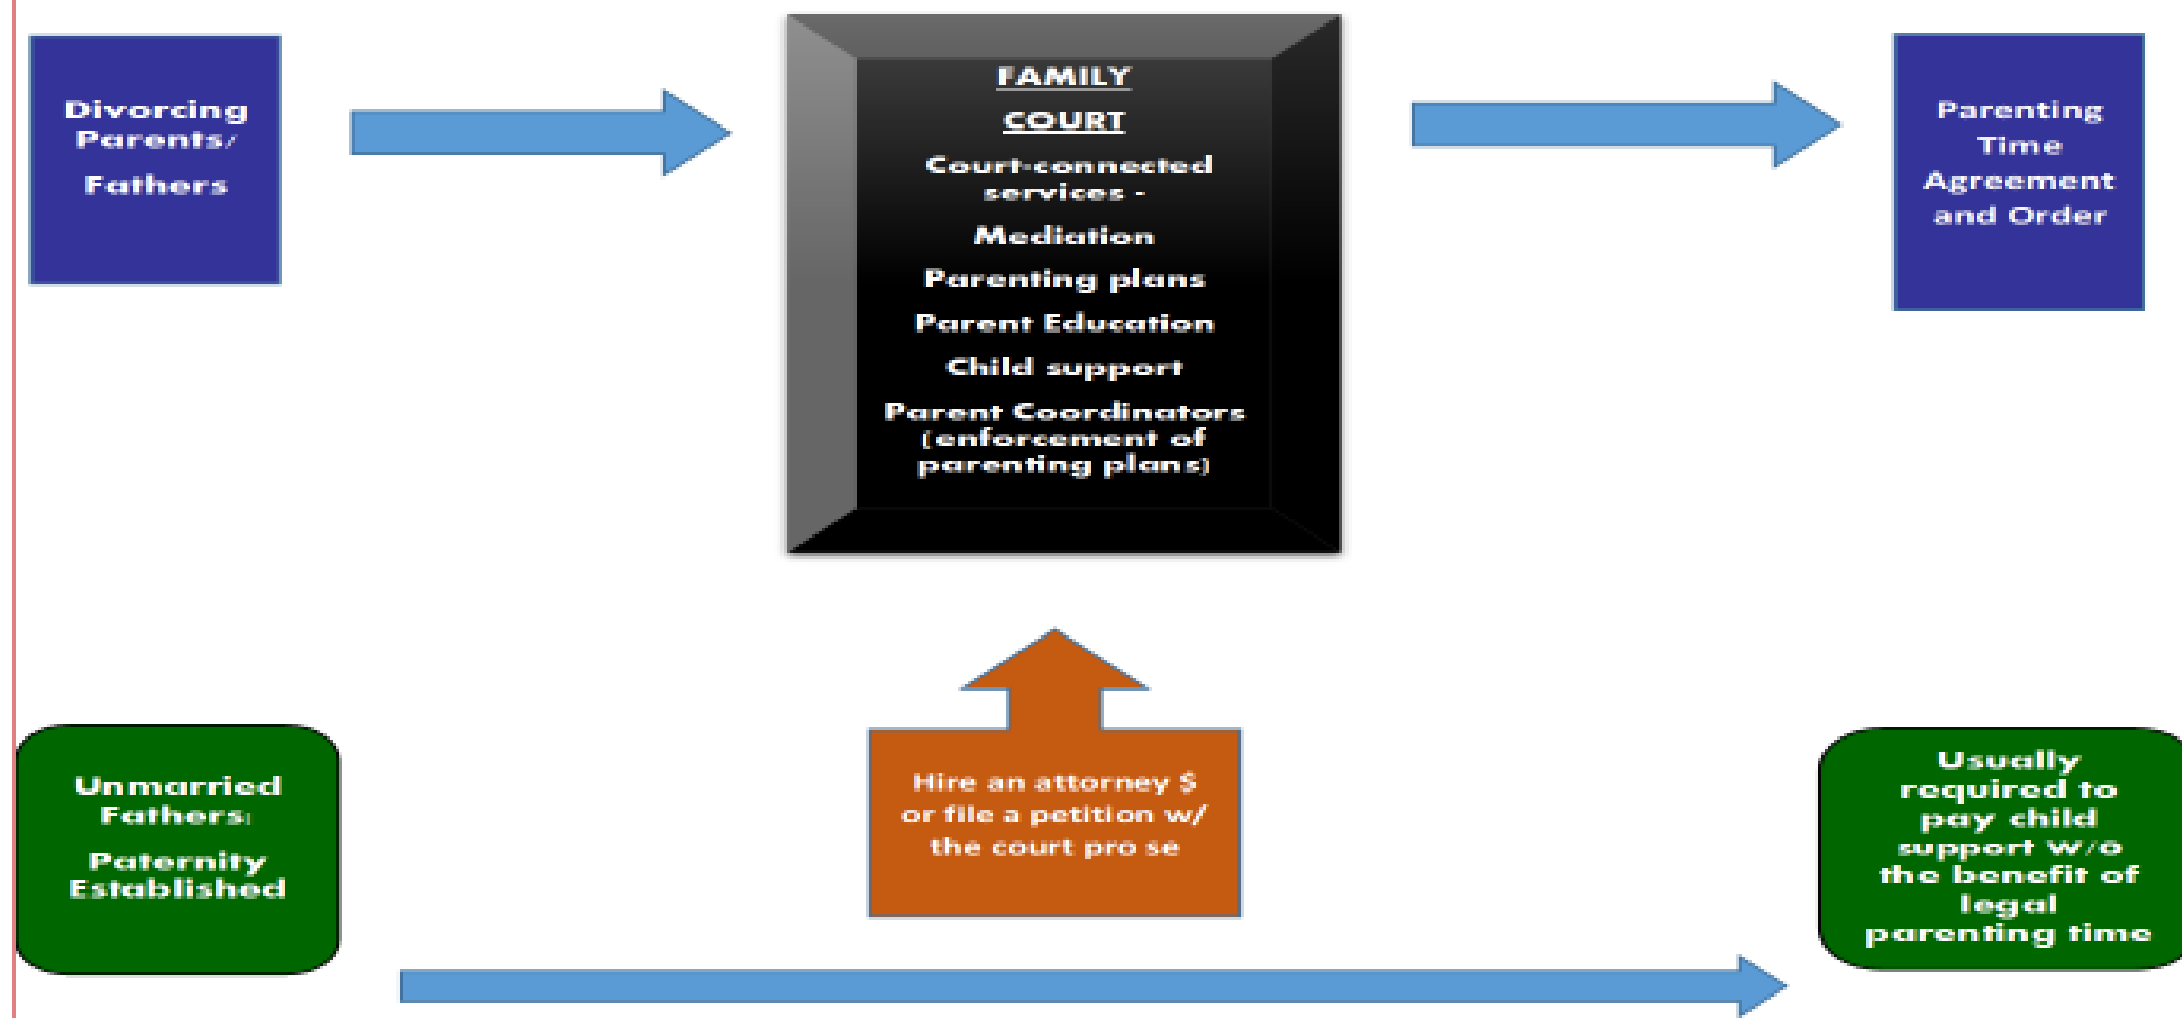 Divorcing
Parents/
Fathers
FAMILY
COURT
Court-connected
services -
Mediation
Parenting plans
Parent Education
Child support
Parent Coordinators
(enforcement of
parenting plans)
Parenting
Time
Agreement
and Order
Unmarried
Fathers:
Paternity
Established
Hire an attorney $
or file a petition w/
the court pro se
Usually
required to
pay child
support W/O
the benefit of
legal
parenting time